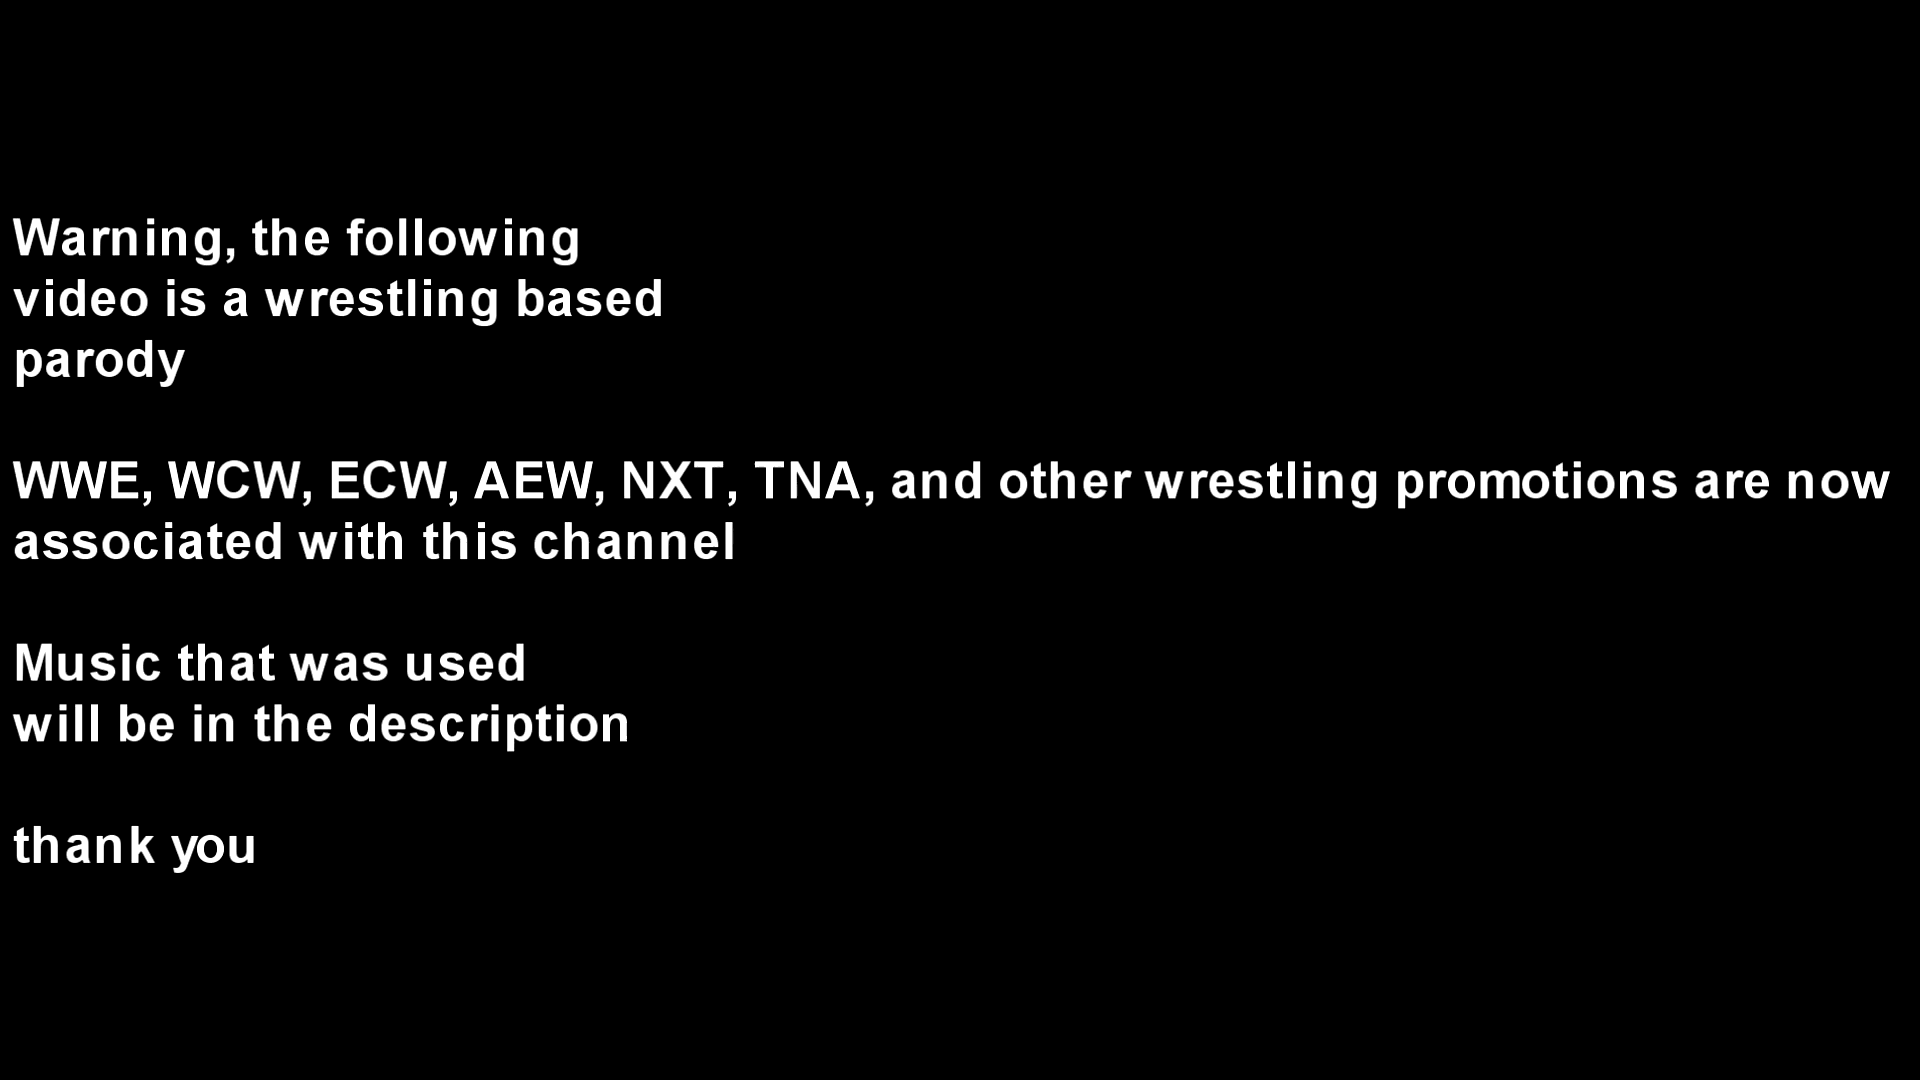 Warning, the following
video is a wrestling based
parody
WWE, WCW, ECW, AEW, NXT, TNA, and other wrestling promotions are now
associated with this channel
Music that was used
will be in the description
thank you